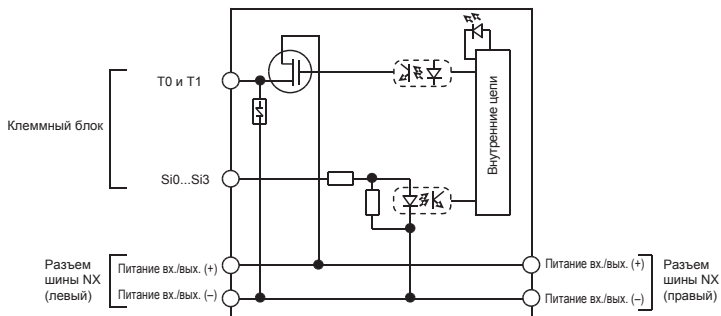 T0 и T1
Клеммный блок
Внутренние цепи
Si0...Si3
Разъем
шины NX
(левый)
Питание вх./вых. (+)
Питание вх./вых. (–)
Питание вх./вых. (+)
Питание вх./вых. (–)
Разъем
шины NX
(правый)